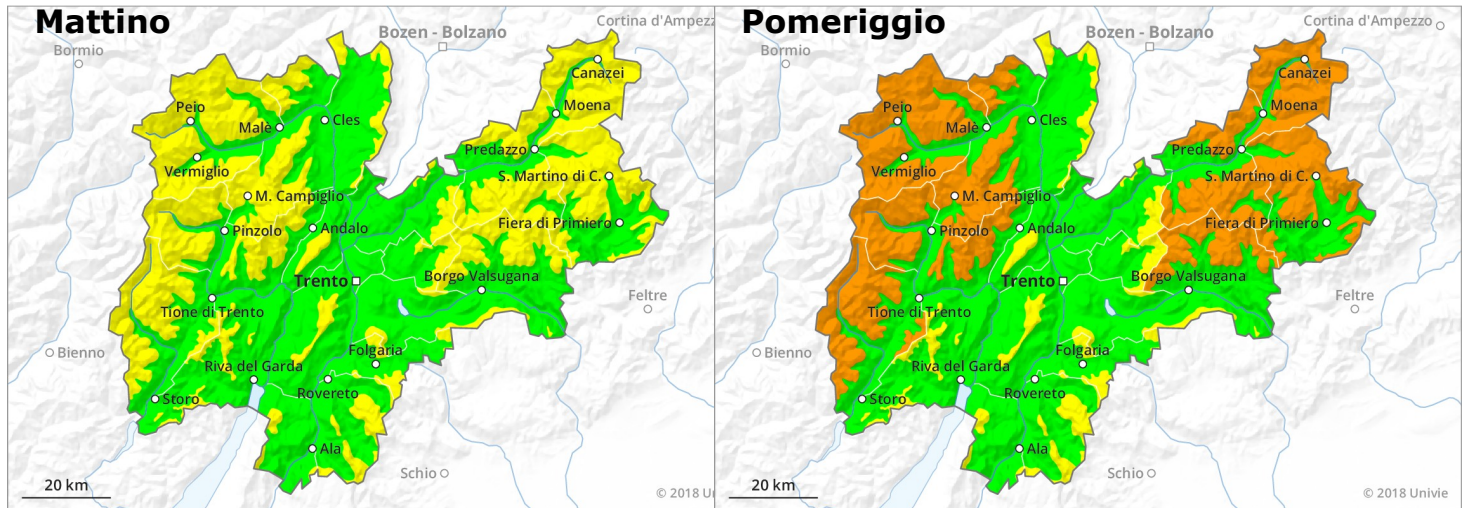 Mattino
Cortina d'Ampezz
Bozen - Bolzano
Bormio
Canazei
Peio
Moena
Malè
Cles
Predazzo
Vermiglio
S. Martino di C.
M. Campiglio
Fiera di Primiero
Pinzolo
Andalo
Borgo Valsugana
Trento
Feltre
Tione di Trento
Bienno
Folgaria
Riva del Garda
Rovereto
Storo
Ala
Schio
20 km
© 2018 Un
Pomeriggio
Cortina d'Ampezzo
Bozen - Bolzano
Bormio
Canazei
Peio
Moena
Malè
Cles
Predazzo
Vermiglio
S. Martino di C.
M. Campiglio
Fiera di Primiero
Pinzolo
Andalo
Borgo Valsugana
Trento
Feltre
Tione di Trento
Bienno
Folgaria
Riva del Garda
Rovereto
Storo
Ala
Schio
20 km
© 2018 Univie